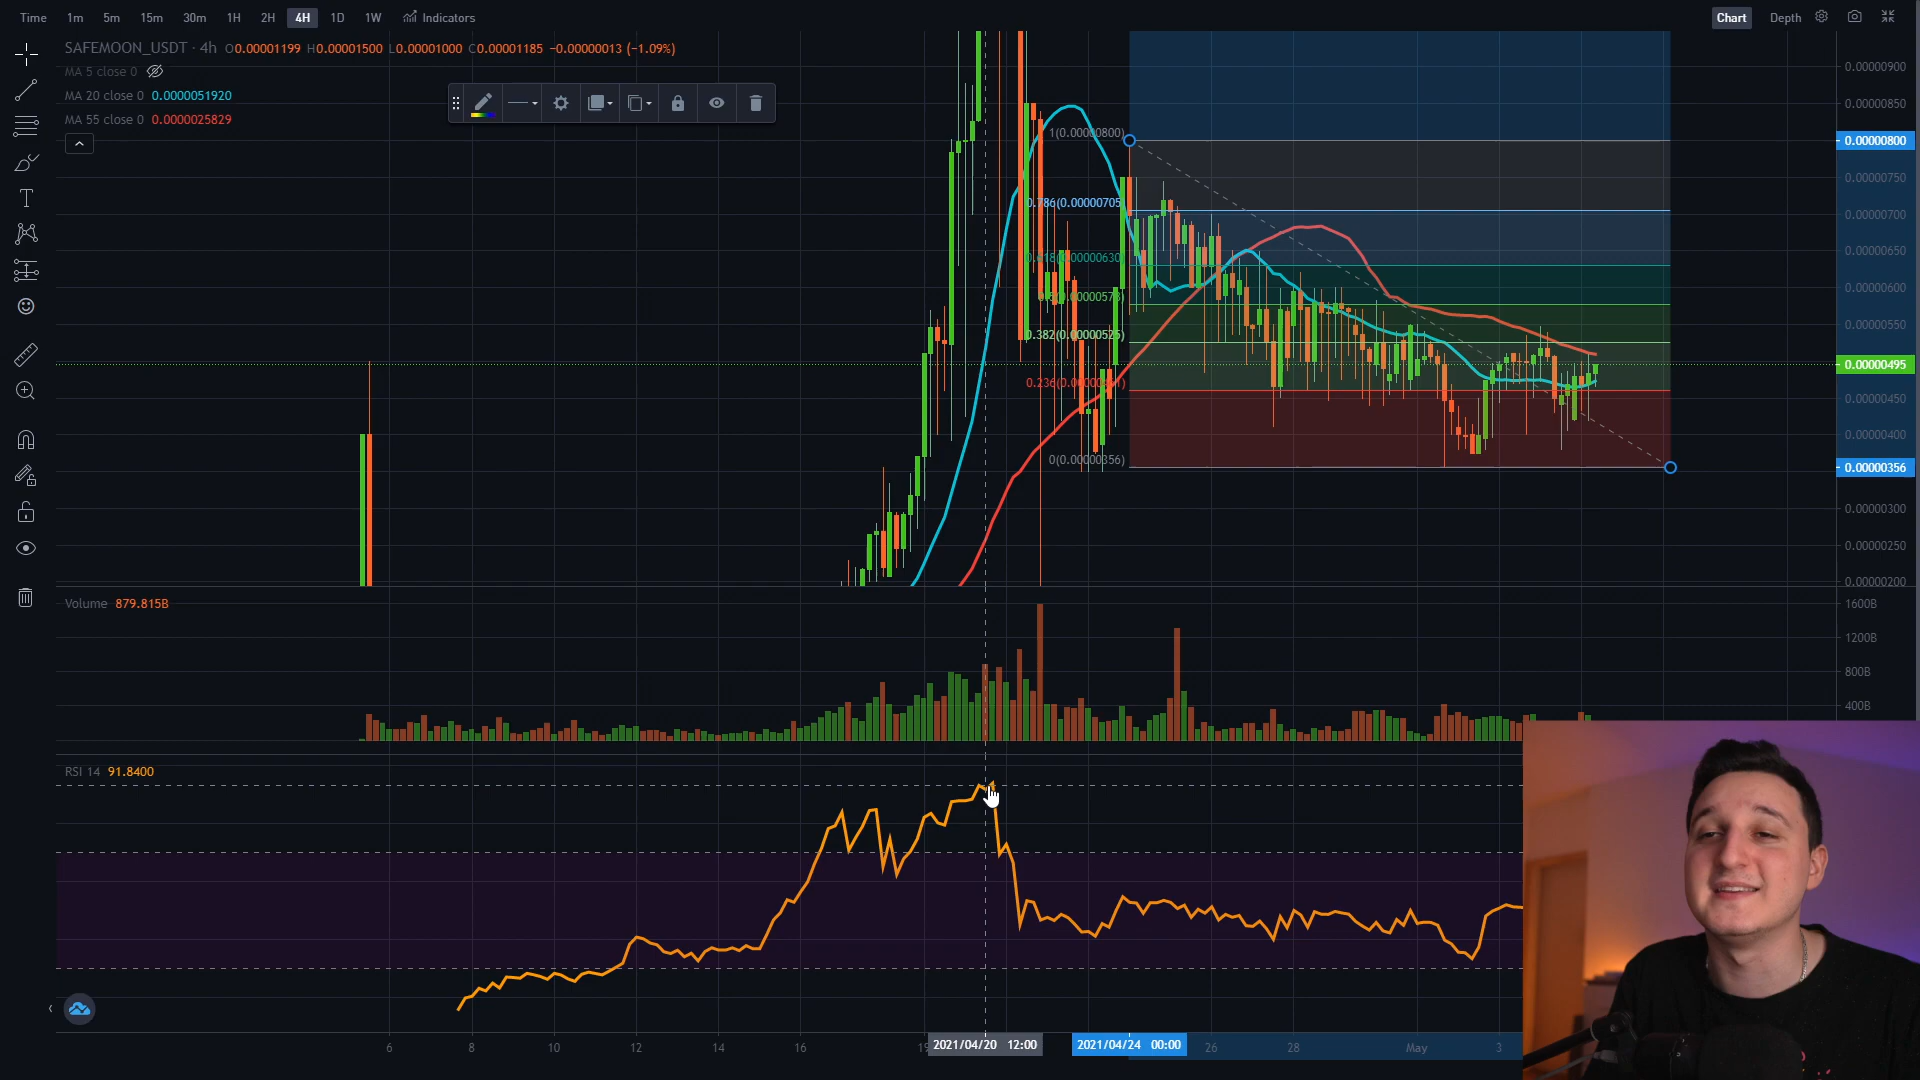 Time 1m 5m 15m 30m 1H 2H 4H 1D 1W Indicators
Chart Depth
SAFEMOON_USDT · 4h O0.00001199 H0.00001500 L0.00001000 C0.00001185 −0.00000013 (−1.09%)
MA 5 close 0
MA 20 close 0 0.0000051920
MA 55 close 0 0.0000025829
0.00000900
0.00000850
1(0.00000800)
0.00000800
0.00000750
0.786(0.00000705)
0.00000700
0.00000650
0.618(0.00000630)
0.00000600
0.00000550
0.382(0.00000525)
0.00000495
0.00000450
0.00000400
0(0.00000356)
0.00000356
0.00000300
0.00000250
0.00000200
Volume 879.815B
1600B
1200B
800B
400B
RSI 14 91.8400
6 8 10 12 14 16 2021/04/20 12:00 2021/04/24 00:00 26 28 May 3